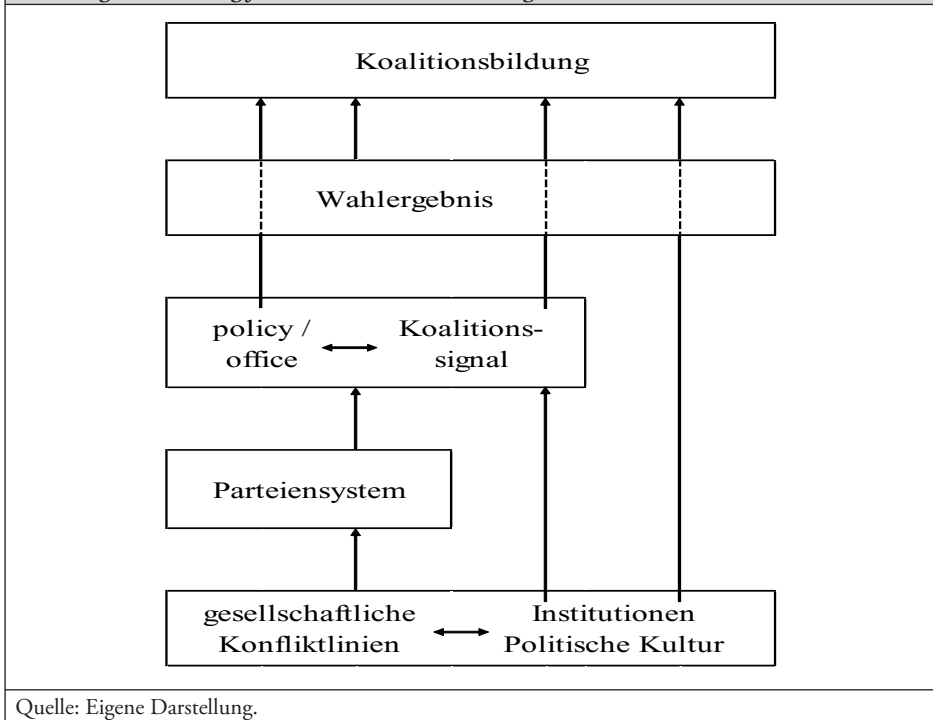 Koalitionsbildung
Wahlergebnis
policy /
office
Koalitions-
signal
Parteiensystem
gesellschaftliche
Konfliktlinien
Institutionen
Politische Kultur
Quelle: Eigene Darstellung.